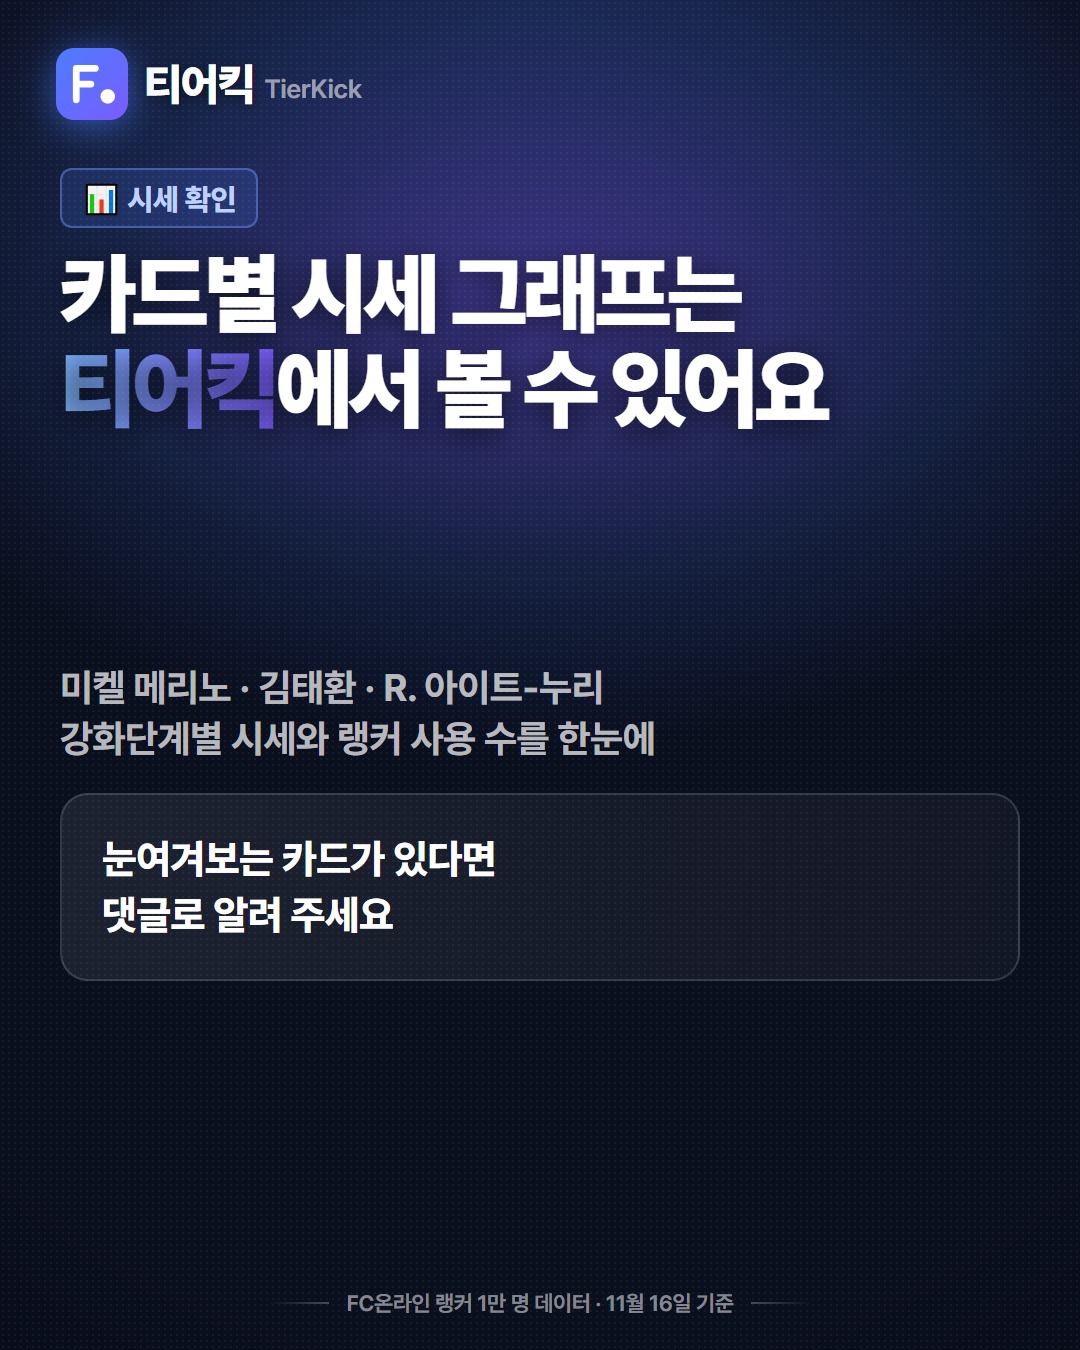 F. 티어킥 TierKick
📊 시세 확인
카드별 시세 그래프는
티어킥에서 볼 수 있어요
미켈 메리노 · 김태환 · R. 아이트-누리
강화단계별 시세와 랭커 사용 수를 한눈에
눈여겨보는 카드가 있다면
댓글로 알려 주세요
FC온라인 랭커 1만 명 데이터 · 11월 16일 기준